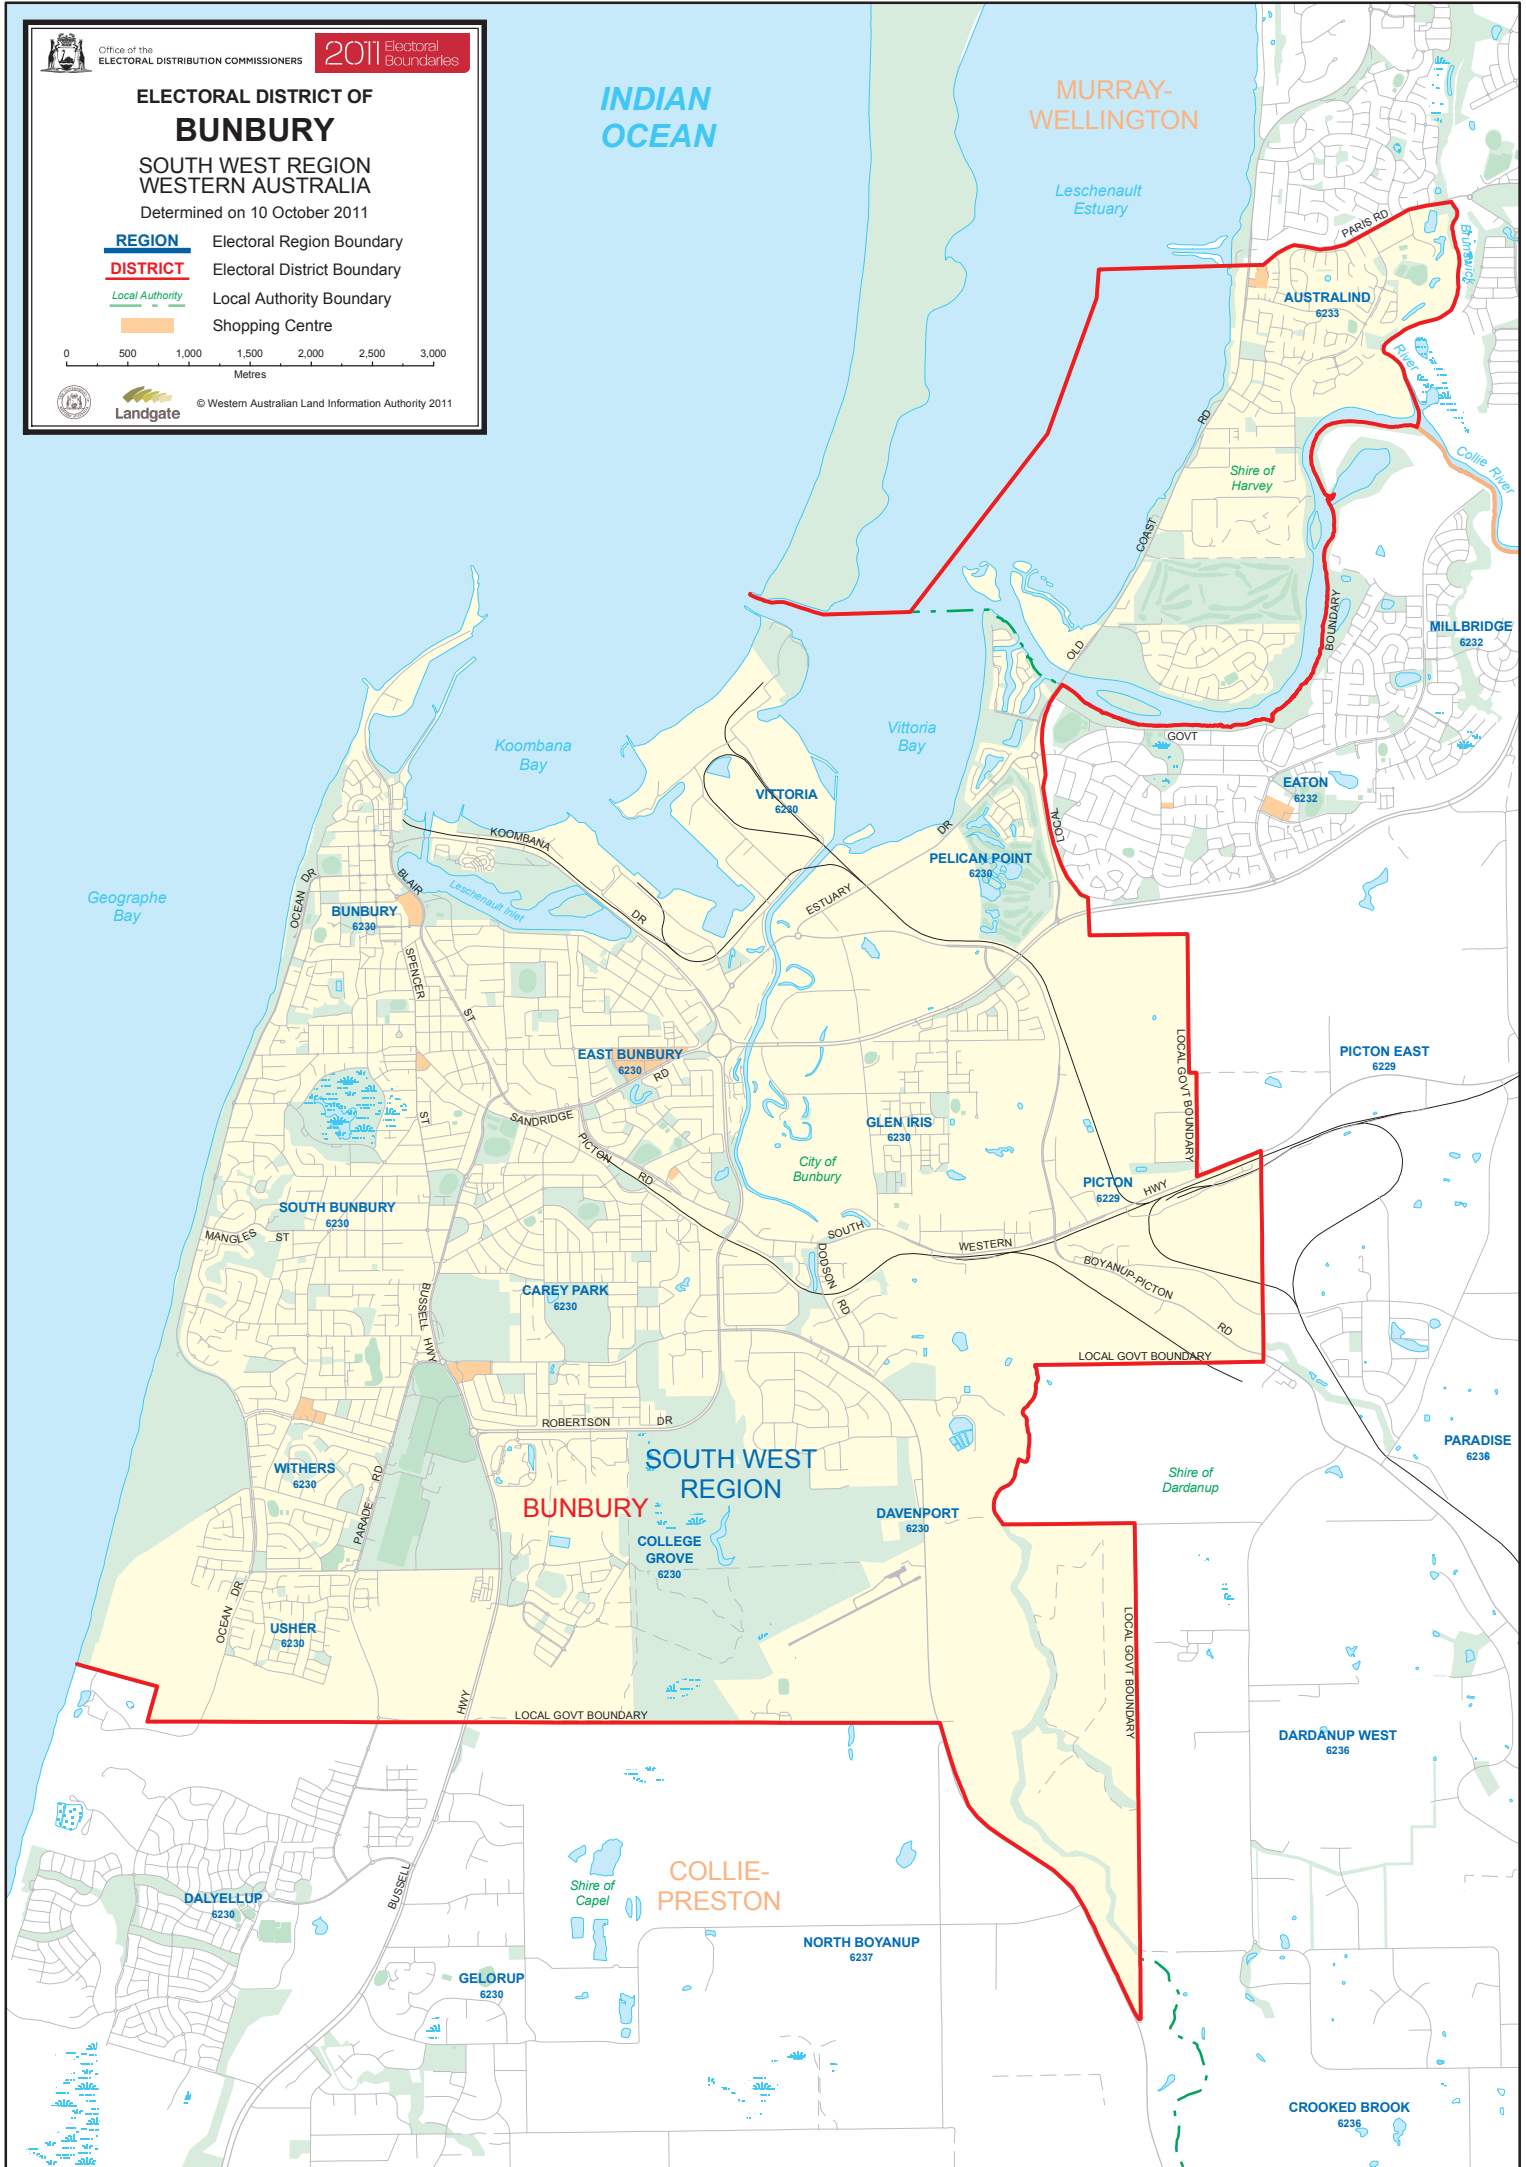 Office of the
ELECTORAL DISTRIBUTION COMMISSIONERS
2011 Electoral Boundaries
ELECTORAL DISTRICT OF
BUNBURY
SOUTH WEST REGION
WESTERN AUSTRALIA
Determined on 10 October 2011
REGION Electoral Region Boundary
DISTRICT Electoral District Boundary
Local Authority Local Authority Boundary
Shopping Centre
0 500 1,000 1,500 2,000 2,500 3,000
Metres
Landgate
© Western Australian Land Information Authority 2011
INDIAN
OCEAN
MURRAY-
WELLINGTON
Leschenault
Estuary
PARIS RD
Brunswick
River
AUSTRALIND
6233
Collie River
RD
COAST
OLD
Shire of
Harvey
BOUNDARY
MILLBRIDGE
6232
GOVT
LOCAL
EATON
6232
Koombana
Bay
Vittoria
Bay
VITTORIA
6230
KOOMBANA
DR
DR
ESTUARY
PELICAN POINT
6230
Geographe
Bay
OCEAN DR
BLAIR
ST
Leschenault Inlet
BUNBURY
6230
SPENCER
ST
EAST BUNBURY
6230
RD
SANDRIDGE
PICTON
RD
GLEN IRIS
6230
City of
Bunbury
LOCAL GOVT BOUNDARY
PICTON EAST
6229
PICTON
6229
HWY
WESTERN
SOUTH
DODSON
RD
BOYANUP-PICTON
RD
SOUTH BUNBURY
6230
MANGLES ST
BUSSELL HWY
CAREY PARK
6230
LOCAL GOVT BOUNDARY
ROBERTSON DR
PARADISE
6236
Shire of
Dardanup
WITHERS
6230
PARADE RD
SOUTH WEST
REGION
BUNBURY
COLLEGE
GROVE
6230
DAVENPORT
6230
OCEAN DR
USHER
6230
HWY
LOCAL GOVT BOUNDARY
LOCAL GOVT BOUNDARY
DARDANUP WEST
6236
BUSSELL
DALYELLUP
6230
Shire of
Capel
COLLIE-
PRESTON
NORTH BOYANUP
6237
GELORUP
6230
CROOKED BROOK
6236